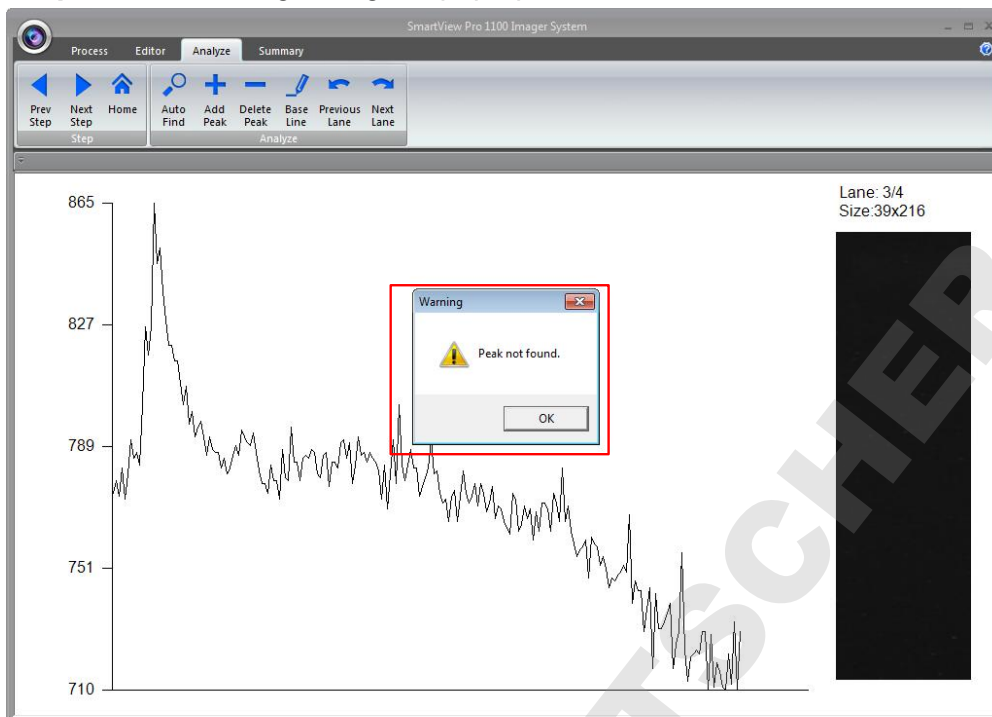 SmartView Pro 1100 Imager System
Process Editor Analyze Summary
Prev Step
Next Step
Home
Auto Find
Add Peak
Delete Peak
Base Line
Previous Lane
Next Lane
Step
Analyze
865
827
789
751
710
Lane: 3/4
Size:39x216
Warning
Peak not found.
OK
TSCHER